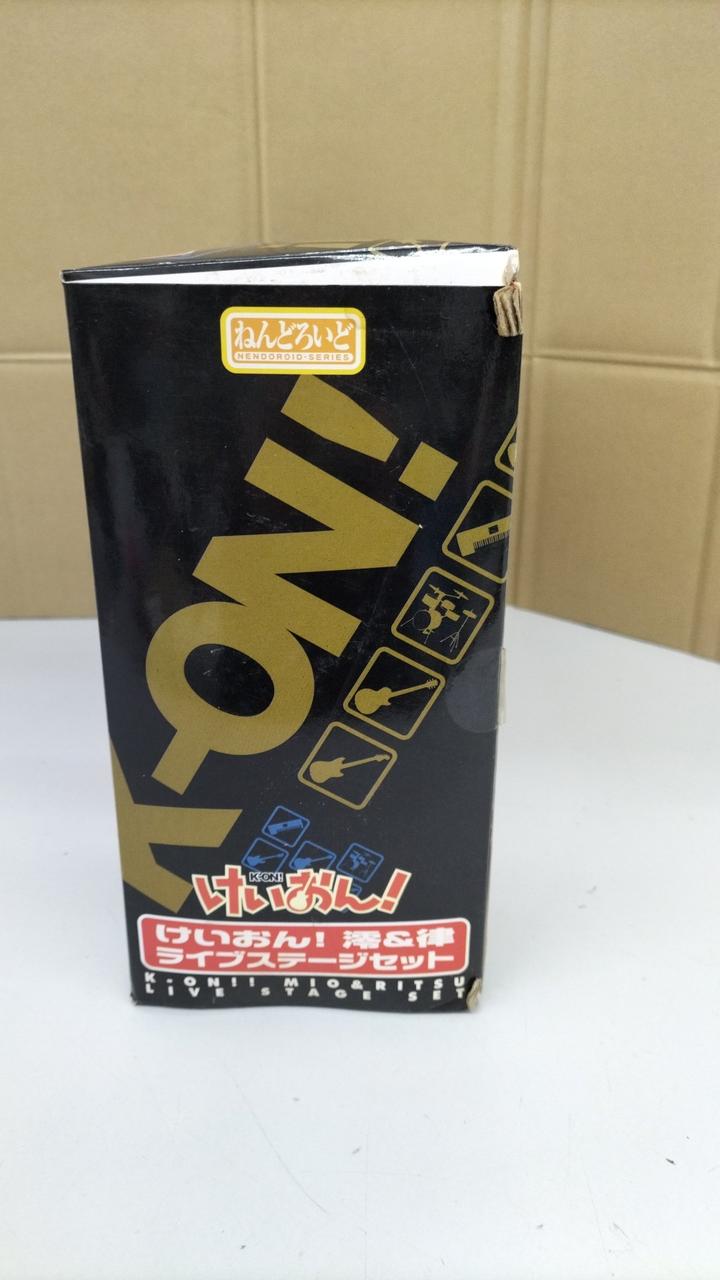 ねんどろいど
NENDOROID-SERIES
K-ON!
K-ON!
けいおん!
けいおん! 澪&律
ライブステージセット
K-ON!! MIO&RITSU
LIVE STAGE SET